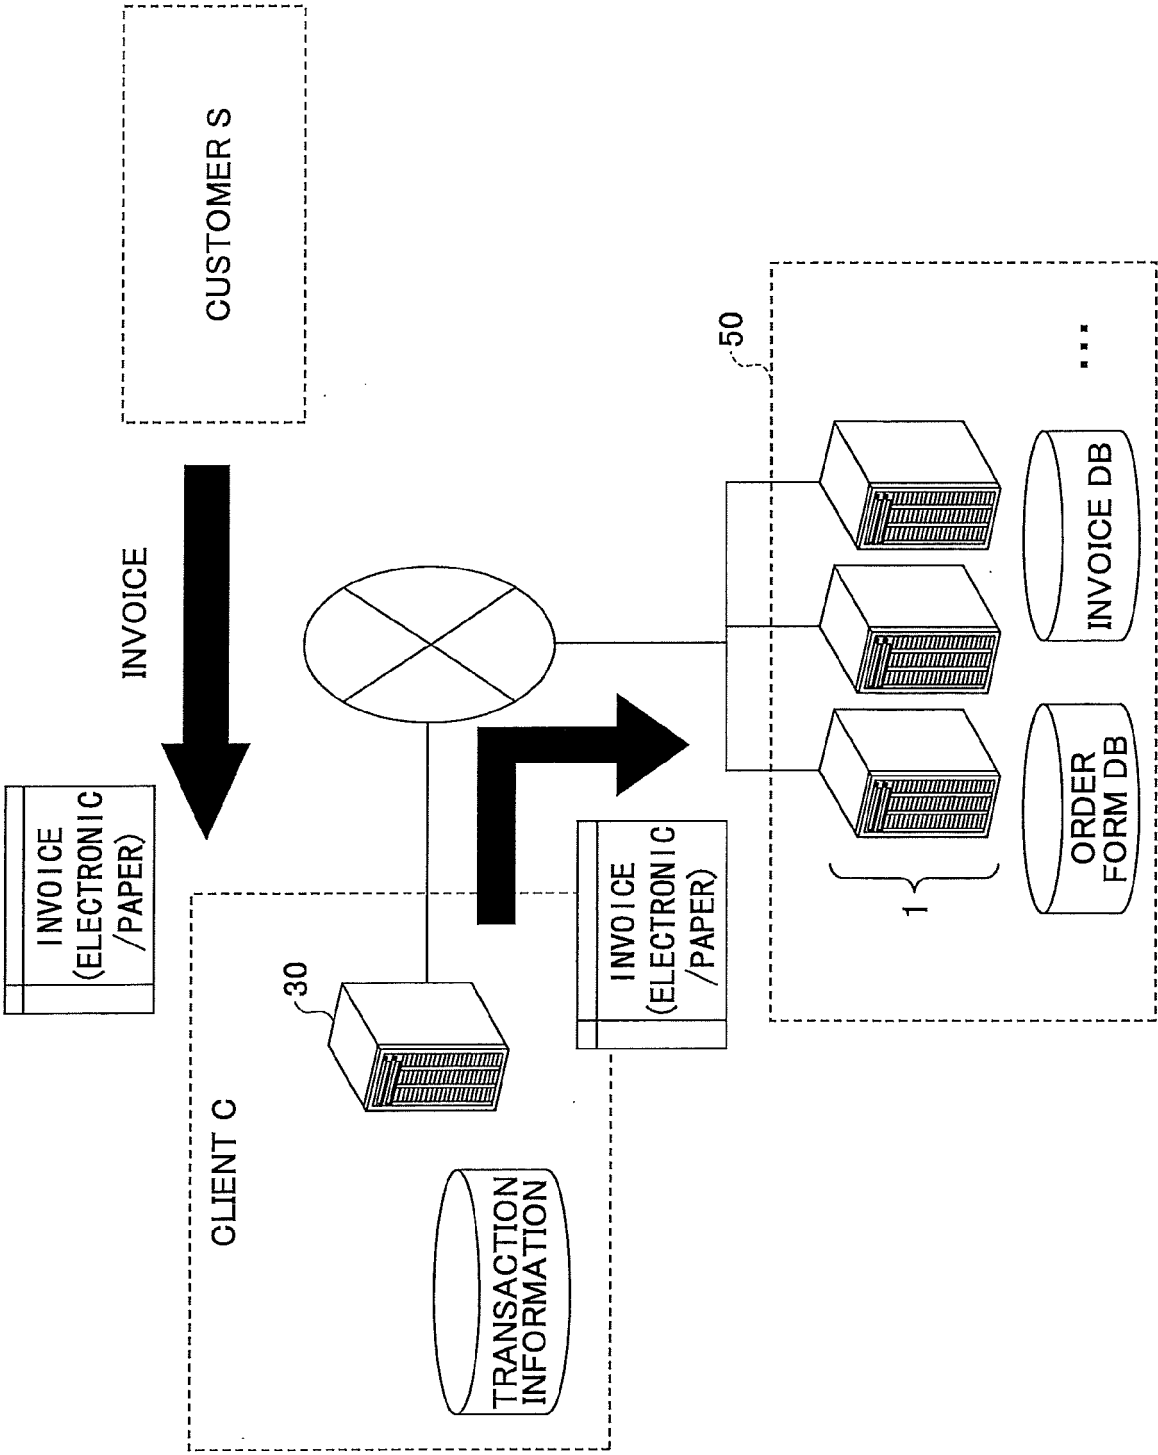 INVOICE
(ELECTRONIC
/PAPER)
INVOICE
CUSTOMER S
CLIENT C
30
TRANSACTION
INFORMATION
INVOICE
(ELECTRONIC
/PAPER)
50
1
ORDER
FORM DB
INVOICE DB
...